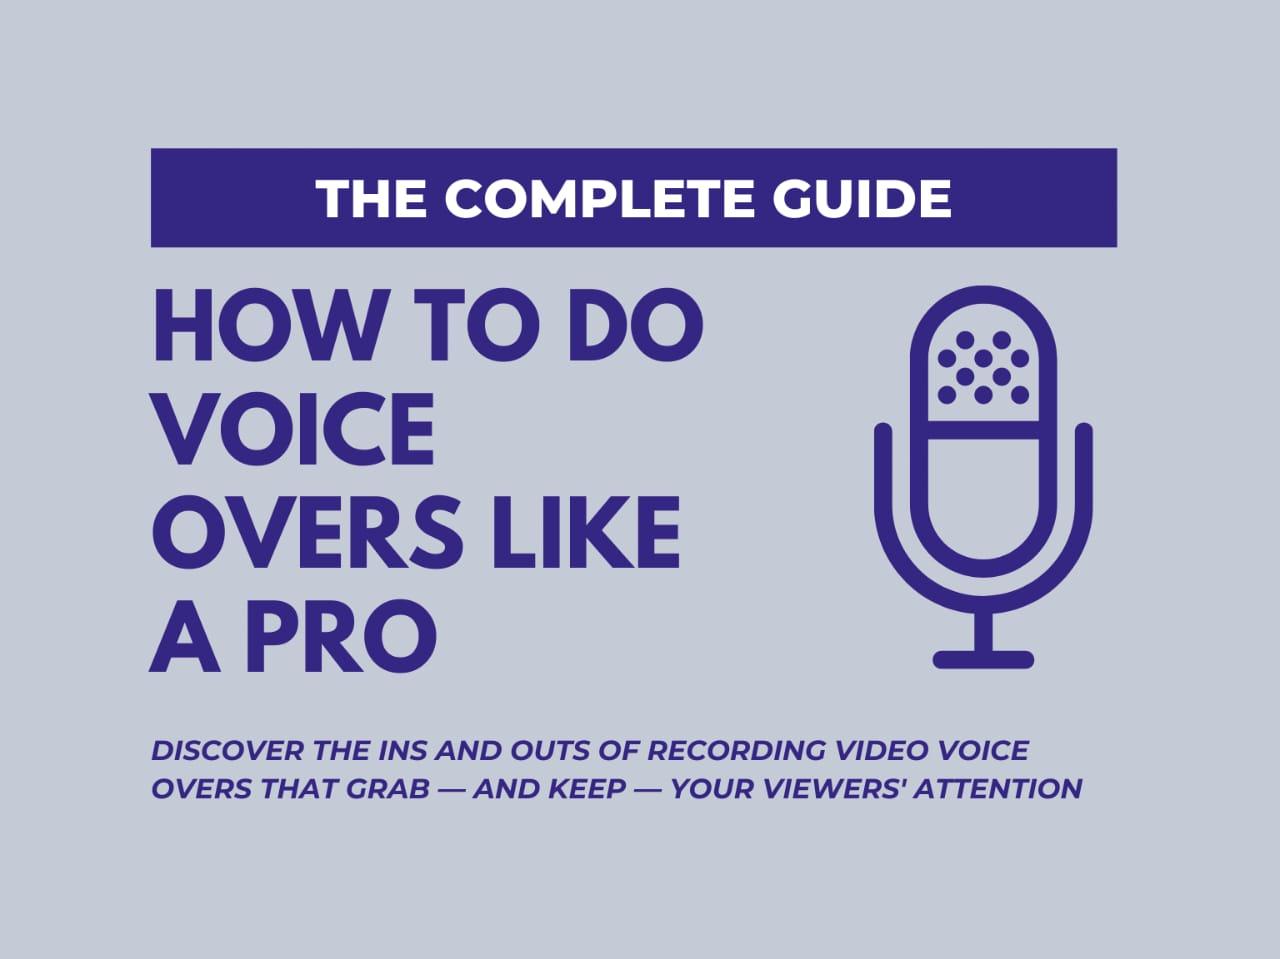 THE COMPLETE GUIDE
HOW TO DO
VOICE
OVERS LIKE
A PRO
DISCOVER THE INS AND OUTS OF RECORDING VIDEO VOICE
OVERS THAT GRAB — AND KEEP — YOUR VIEWERS' ATTENTION